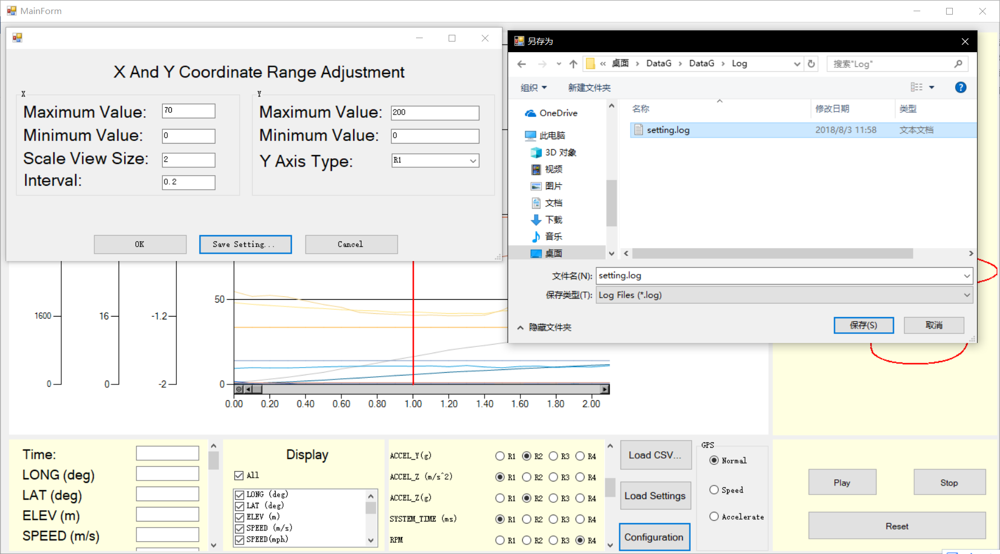 MainForm
X And Y Coordinate Range Adjustment
X
Maximum Value:
70
Minimum Value:
0
Scale View Size:
2
Interval:
0.2
Y
Maximum Value:
200
Minimum Value:
0
Y Axis Type:
R1
OK
Save Setting...
Cancel
另存为
« 桌面 › DataG › DataG › Log
搜索"Log"
组织
新建文件夹
名称
修改日期
类型
setting.log
2018/8/3 11:58
文本文档
OneDrive
此电脑
3D 对象
视频
图片
文档
下载
音乐
桌面
文件名(N):
setting.log
保存类型(T):
Log Files (*.log)
隐藏文件夹
保存(S)
取消
50
1600
16
-1.2
0
0
-2
0
0.00 0.20 0.40 0.60 0.80 1.00 1.20 1.40 1.60 1.80 2.00
Time:
LONG (deg)
LAT (deg)
ELEV (m)
SPEED (m/s)
Display
All
LONG (deg)
LAT (deg)
ELEV (m)
SPEED (m/s)
SPEED(mph)
ACCEL_Y(g) R1 R2 R3 R4
ACCEL_Z (m/s^2) R1 R2 R3 R4
ACCEL_Z(g) R1 R2 R3 R4
SYSTEM_TIME (ms) R1 R2 R3 R4
RPM R1 R2 R3 R4
Load CSV...
Load Settings
Configuration
GPS
Normal
Speed
Accelerate
Play
Stop
Reset